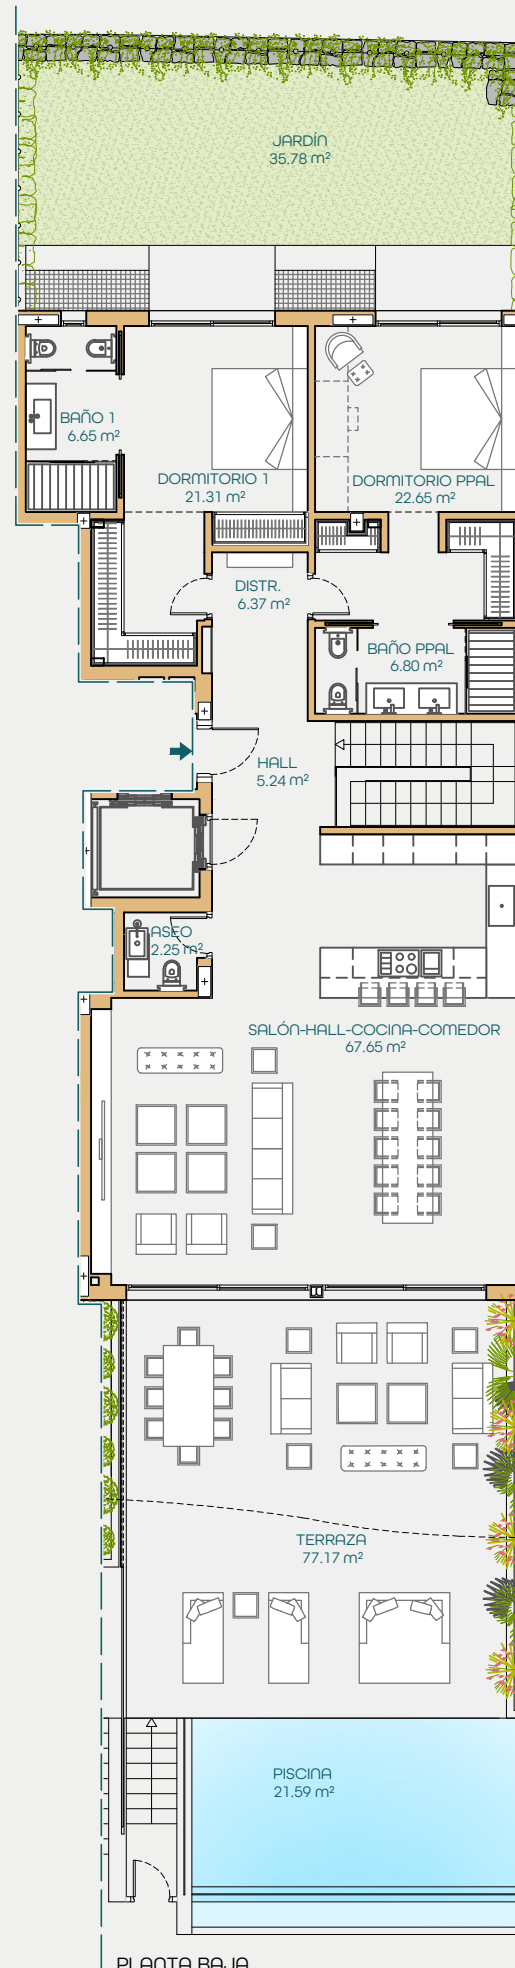 JARDÍN
35.78 m²
BAÑO 1
6.65 m²
DORMITORIO 1
21.31 m²
DORMITORIO PPAL
22.65 m²
DISTR.
6.37 m²
BAÑO PPAL
6.80 m²
HALL
5.24 m²
ASEO
2.25 m²
SALÓN-HALL-COCINA-COMEDOR
67.65 m²
TERRAZA
77.17 m²
PISCINA
21.59 m²
PLANTA BAJA